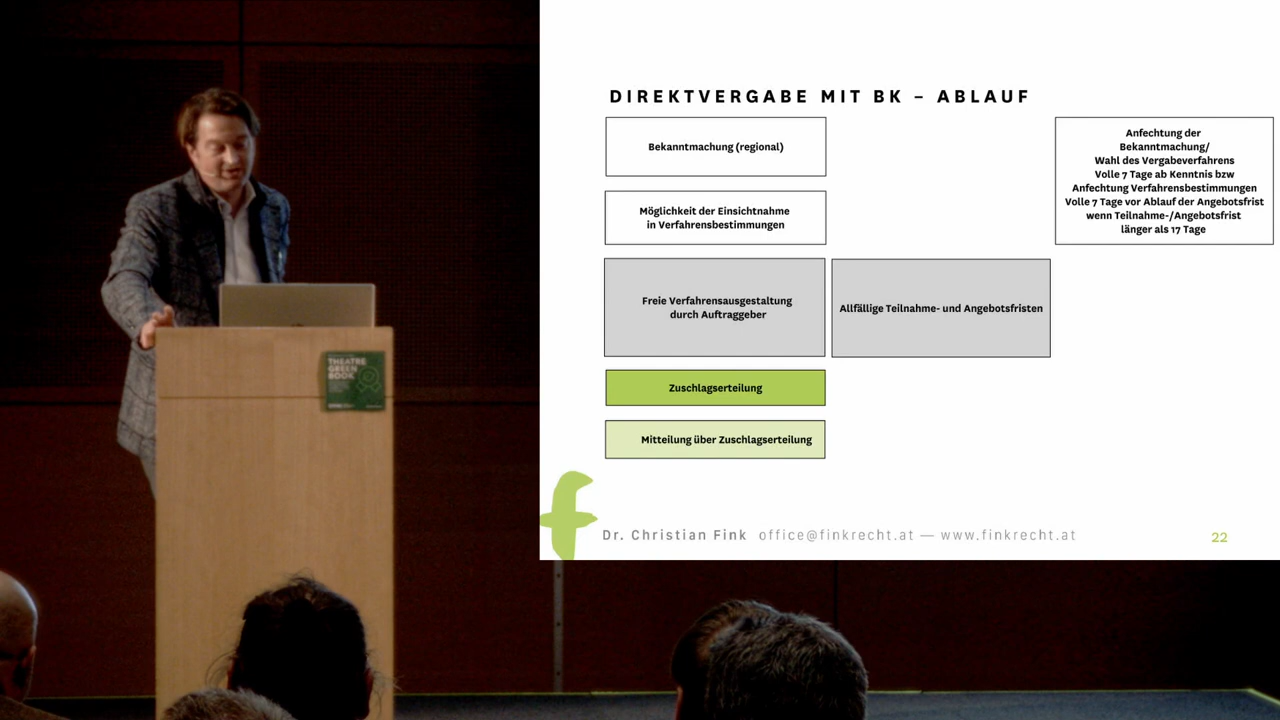 DIREKTVERGABE MIT BK – ABLAUF
Bekanntmachung (regional)
Möglichkeit der Einsichtnahme
in Verfahrensbestimmungen
Freie Verfahrensausgestaltung
durch Auftraggeber
Allfällige Teilnahme- und Angebotsfristen
Zuschlagserteilung
Mitteilung über Zuschlagserteilung
Anfechtung der
Bekanntmachung/
Wahl des Vergabeverfahrens
Volle 7 Tage ab Kenntnis bzw
Anfechtung Verfahrensbestimmungen
Volle 7 Tage vor Ablauf der Angebotsfrist
wenn Teilnahme-/Angebotsfrist
länger als 17 Tage
Dr. Christian Fink office@finkrecht.at — www.finkrecht.at
22
THEATRE
GREEN
BOOK